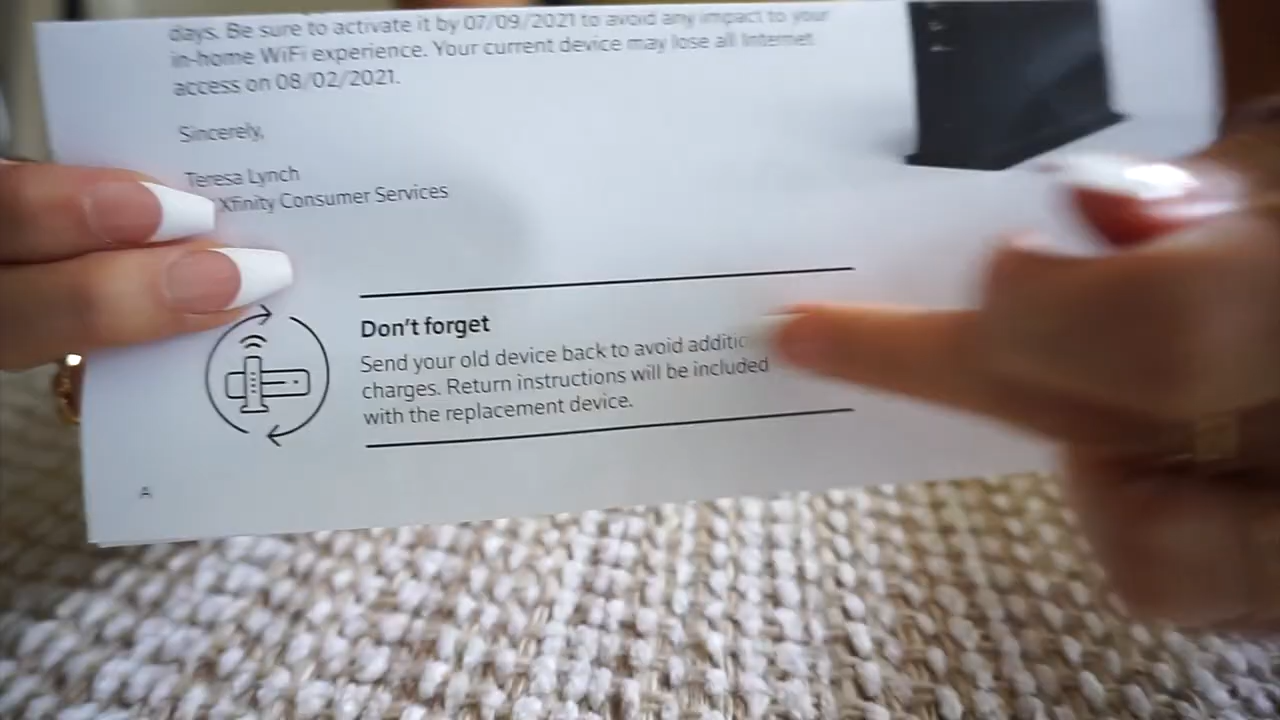 days. Be sure to activate it by 07/09/2021 to avoid any impact to your
in-home WiFi experience. Your current device may lose all Internet
access on 08/02/2021.
Sincerely,
Teresa Lynch
Xfinity Consumer Services
Don't forget
Send your old device back to avoid
charges. Return instructions will be included
with the replacement device.
A